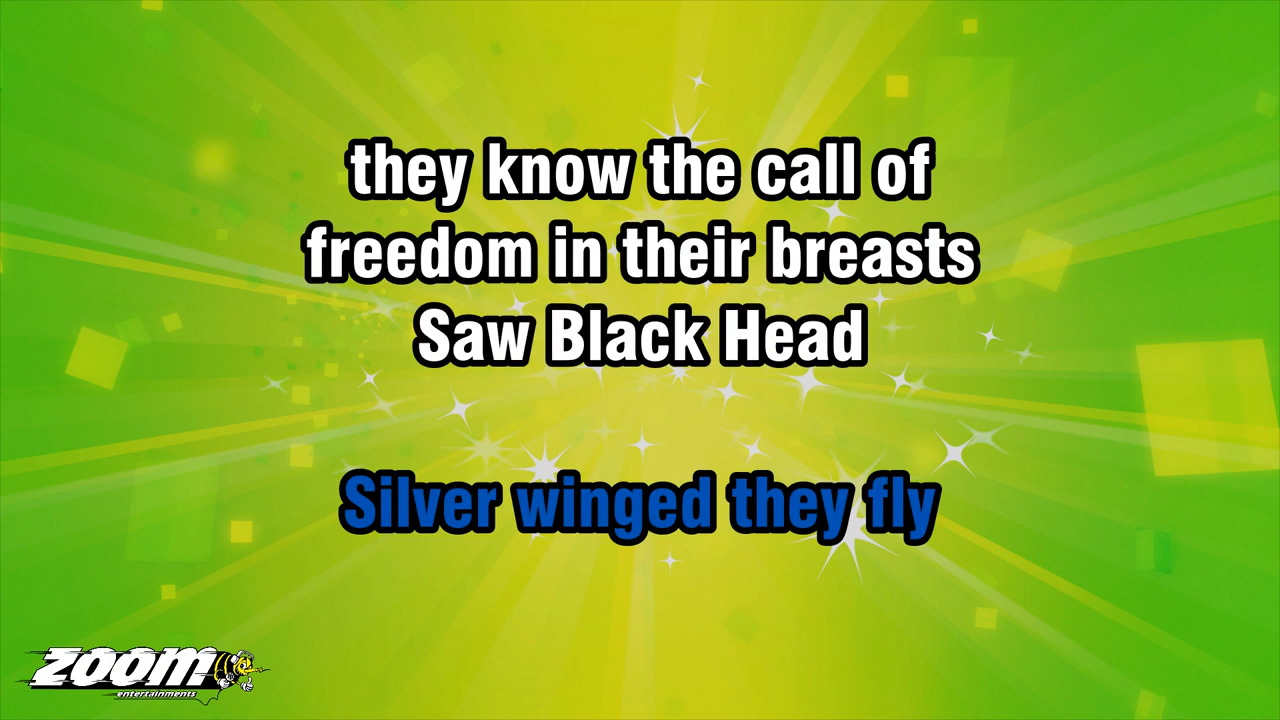 they know the call of
freedom in their breasts
Saw Black Head
Silver winged they fly
zoom
entertainments